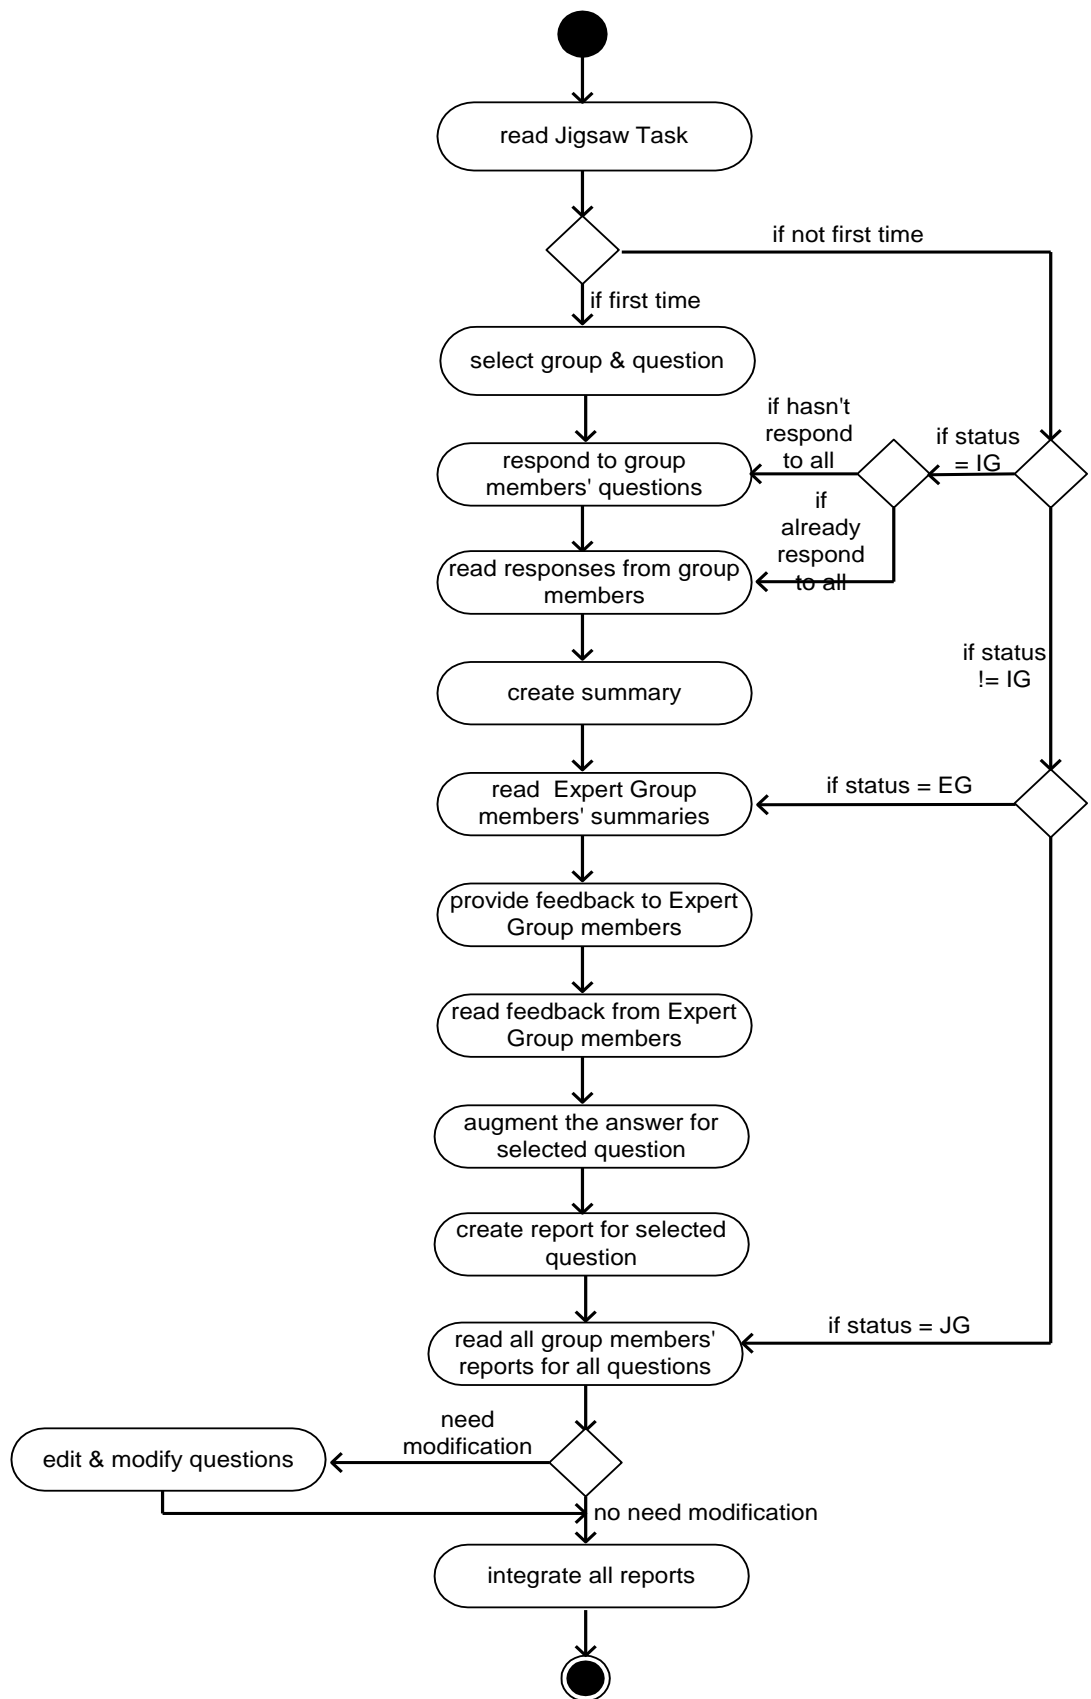 read Jigsaw Task
if not first time
if first time
select group & question
if hasn't
respond
to all
if status
= IG
respond to group
members' questions
if
already
respond
to all
read responses from group
members
if status
!= IG
create summary
read  Expert Group
members' summaries
if status = EG
provide feedback to Expert
Group members
read feedback from Expert
Group members
augment the answer for
selected question
create report for selected
question
read all group members'
reports for all questions
if status = JG
need
modification
edit & modify questions
no need modification
integrate all reports